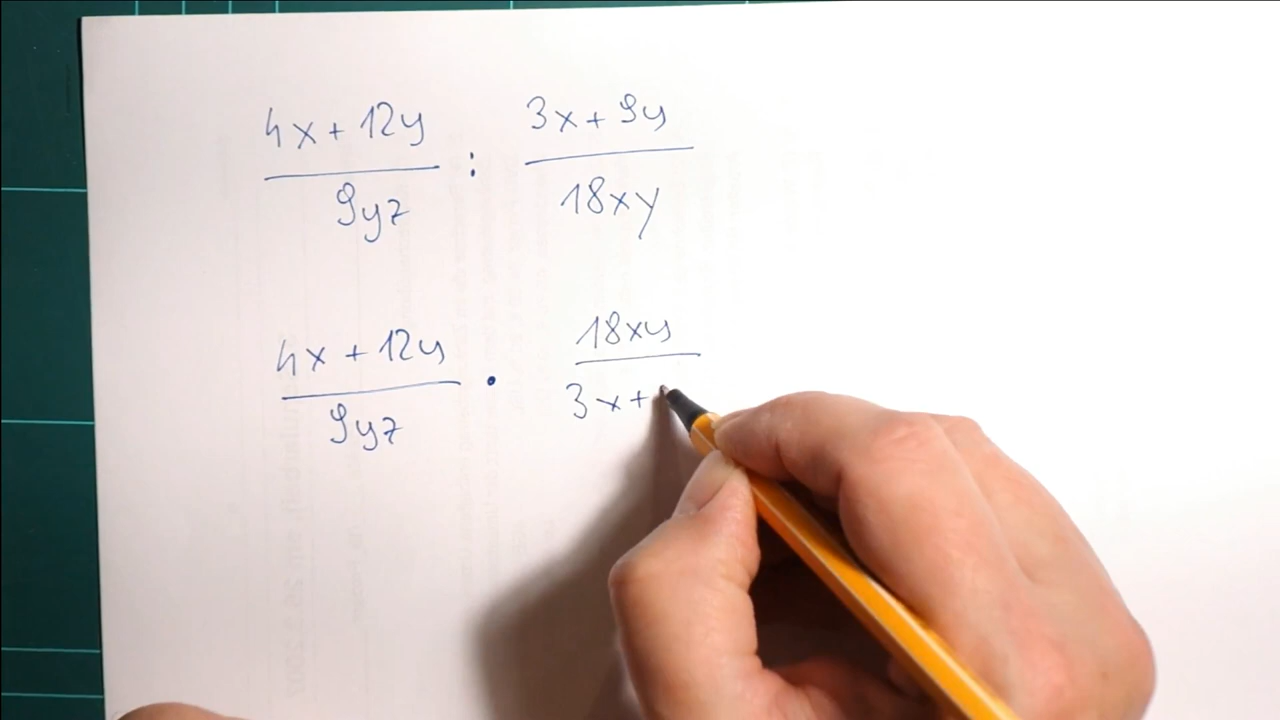 4x + 12y : 3x + 9y
9yz 18xy
4x + 12y · 18xy
9yz 3x +